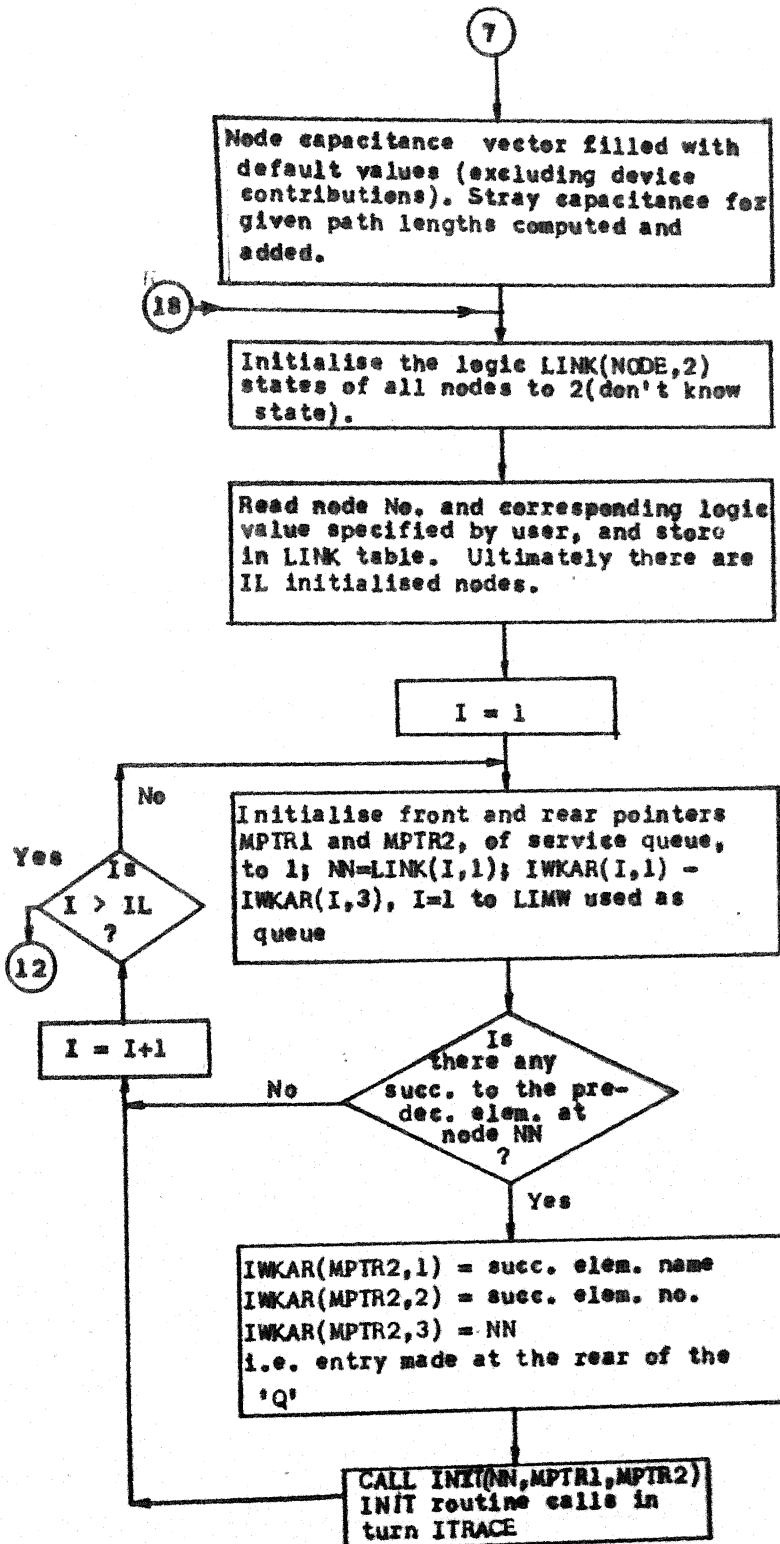 7
Node capacitance vector filled with
default values (excluding device
contributions). Stray capacitance for
given path lengths computed and
added.
18
Initialise the logic LINK(NODE,2)
states of all nodes to 2(don't know
state).
Read node No. and corresponding logic
value specified by user, and store
in LINK table. Ultimately there are
IL initialised nodes.
I = 1
No
Initialise front and rear pointers
MPTR1 and MPTR2, of service queue,
to 1; NN=LINK(I,1); IWKAR(I,1) -
IWKAR(I,3), I=1 to LIMW used as
queue
Yes
Is
I > IL
?
12
I = I+1
Is
there any
succ. to the pre-
dec. elem. at
node NN
?
No
Yes
IWKAR(MPTR2,1) = succ. elem. name
IWKAR(MPTR2,2) = succ. elem. no.
IWKAR(MPTR2,3) = NN
i.e. entry made at the rear of the
'Q'
CALL INIT(NN,MPTR1,MPTR2)
INIT routine calls in
turn ITRACE